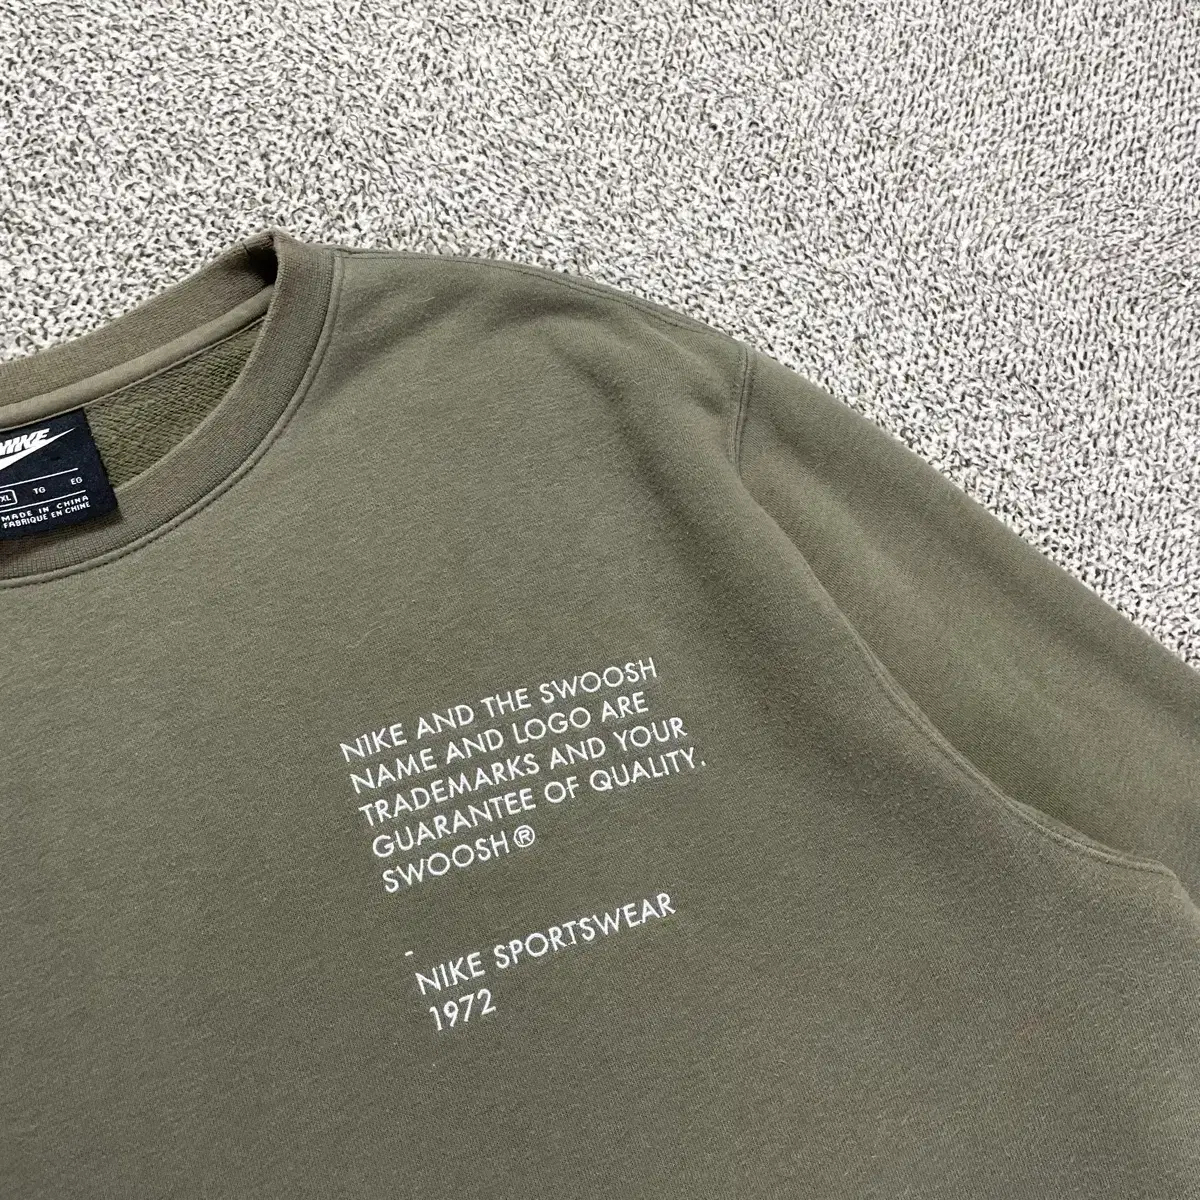 NIKE
XL TG EG
MADE IN CHINA
FABRIQUE EN CHINE
NIKE AND THE SWOOSH
NAME AND LOGO ARE
TRADEMARKS AND YOUR
GUARANTEE OF QUALITY.
SWOOSH®
-
NIKE SPORTSWEAR
1972